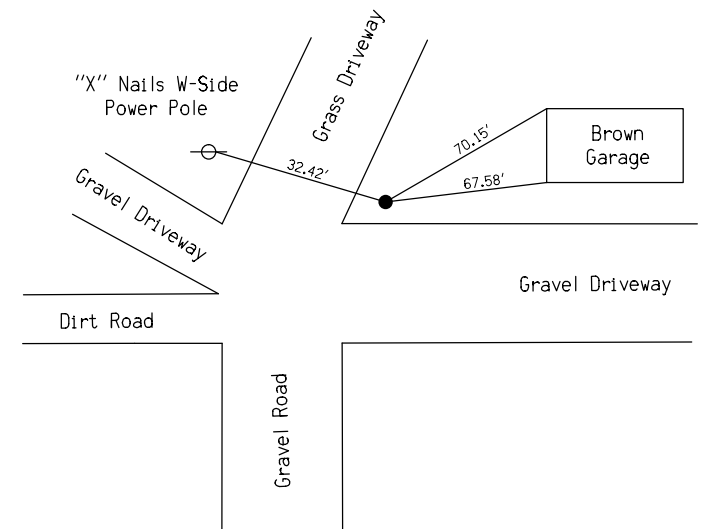 "X" Nails W-Side
Power Pole
Grass Driveway
Brown
Garage
70.15'
67.58'
32.42'
Gravel Driveway
Gravel Driveway
Dirt Road
Gravel Road